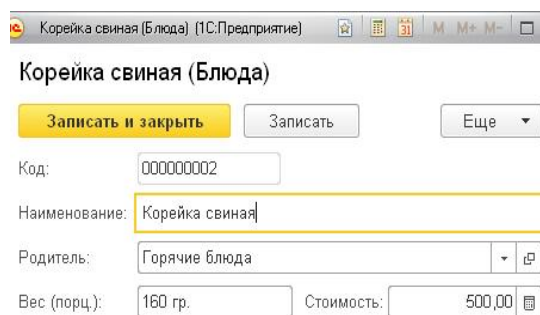 Корейка свиная (Блюда) (1С:Предприятие) 31 M M+ M-
Корейка свиная (Блюда)
Записать и закрыть Записать Еще
Код: 000000002
Наименование: Корейка свиная
Родитель: Горячие блюда
Вес (порц.): 160 гр. Стоимость: 500,00